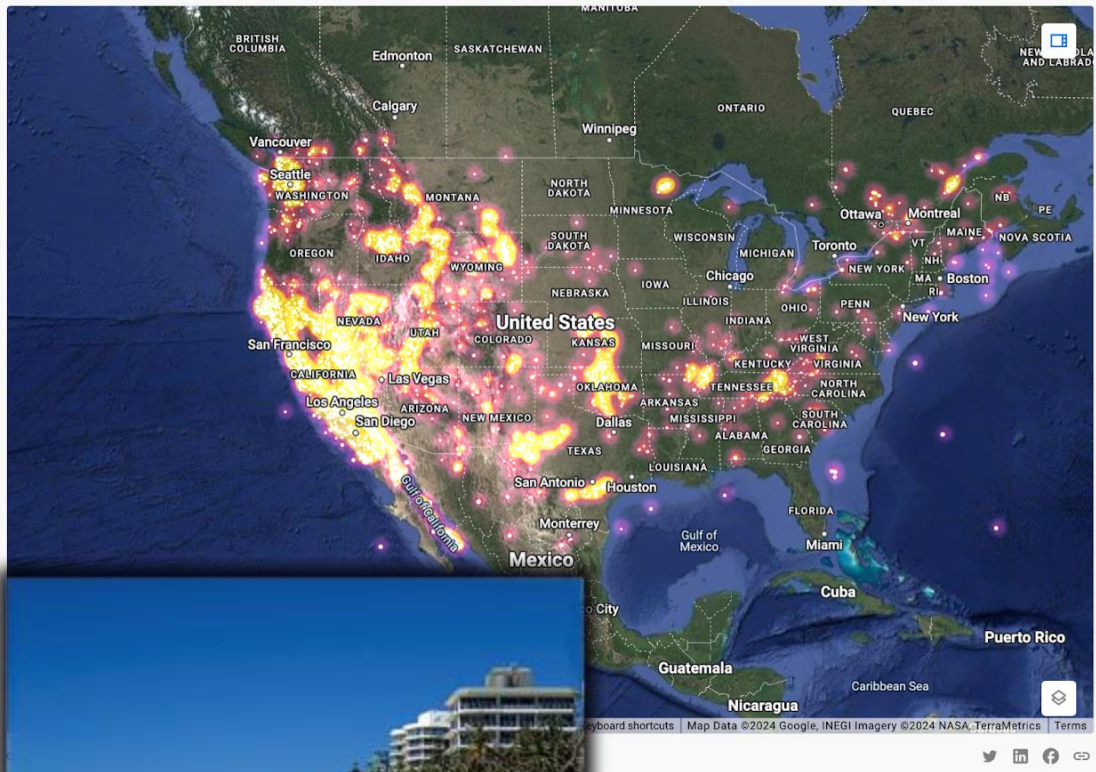 MANITOBA
BRITISH
COLUMBIA
Edmonton
SASKATCHEWAN
Calgary
ONTARIO
QUEBEC
Vancouver
Winnipeg
Seattle
WASHINGTON
MONTANA
NORTH
DAKOTA
MINNESOTA
Ottawa
Montreal
NB
PE
MAINE
NOVA SCOTIA
OREGON
IDAHO
WYOMING
SOUTH
DAKOTA
WISCONSIN
MICHIGAN
Toronto
VT
NH
NEW YORK
MA
Boston
RI
Chicago
IOWA
NEBRASKA
ILLINOIS
INDIANA
OHIO
PENN
New York
NEVADA
UTAH
COLORADO
United States
KANSAS
MISSOURI
WEST
VIRGINIA
KENTUCKY
VIRGINIA
San Francisco
CALIFORNIA
Las Vegas
OKLAHOMA
TENNESSEE
NORTH
CAROLINA
Los Angeles
ARIZONA
NEW MEXICO
ARKANSAS
San Diego
Dallas
MISSISSIPPI
SOUTH
CAROLINA
ALABAMA
GEORGIA
TEXAS
LOUISIANA
San Antonio
Houston
Gulf of California
FLORIDA
Monterrey
Gulf of
Mexico
Miami
Mexico
Cuba
City
Puerto Rico
Guatemala
Caribbean Sea
Nicaragua
eyboard shortcuts
Map Data ©2024 Google, INEGI Imagery ©2024 NASA, TerraMetrics
Terms